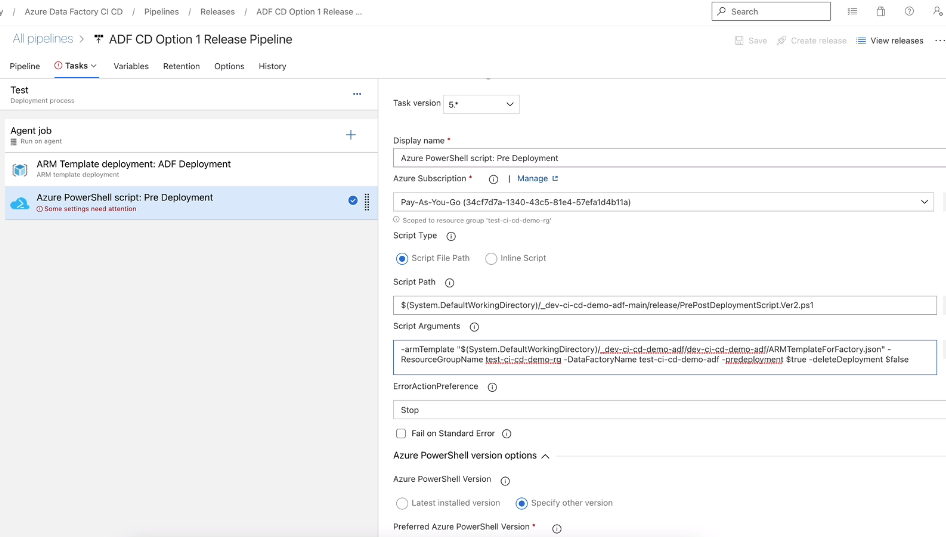 / Azure Data Factory CI CD / Pipelines / Releases / ADF CD Option 1 Release ...
Search
All pipelines > ADF CD Option 1 Release Pipeline
Save Create release View releases ...
Pipeline Tasks Variables Retention Options History
Test
Deployment process
...
Agent job
Run on agent
ARM Template deployment: ADF Deployment
ARM template deployment
Azure PowerShell script: Pre Deployment
Some settings need attention
Task version 5.*
Display name *
Azure PowerShell script: Pre Deployment
Azure Subscription * | Manage
Pay-As-You-Go (34cf7d7a-1340-43c5-81e4-57efa1d4b11a)
Scoped to resource group 'test-ci-cd-demo-rg'
Script Type
Script File Path Inline Script
Script Path
$(System.DefaultWorkingDirectory)/_dev-ci-cd-demo-adf-main/release/PrePostDeploymentScript.Ver2.ps1
Script Arguments
-armTemplate "$(System.DefaultWorkingDirectory)/_dev-ci-cd-demo-adf/dev-ci-cd-demo-adf/ARMTemplateForFactory.json" -
ResourceGroupName test-ci-cd-demo-rg -DataFactoryName test-ci-cd-demo-adf -predeployment $true -deleteDeployment $false
ErrorActionPreference
Stop
Fail on Standard Error
Azure PowerShell version options
Azure PowerShell Version
Latest installed version Specify other version
Preferred Azure PowerShell Version *